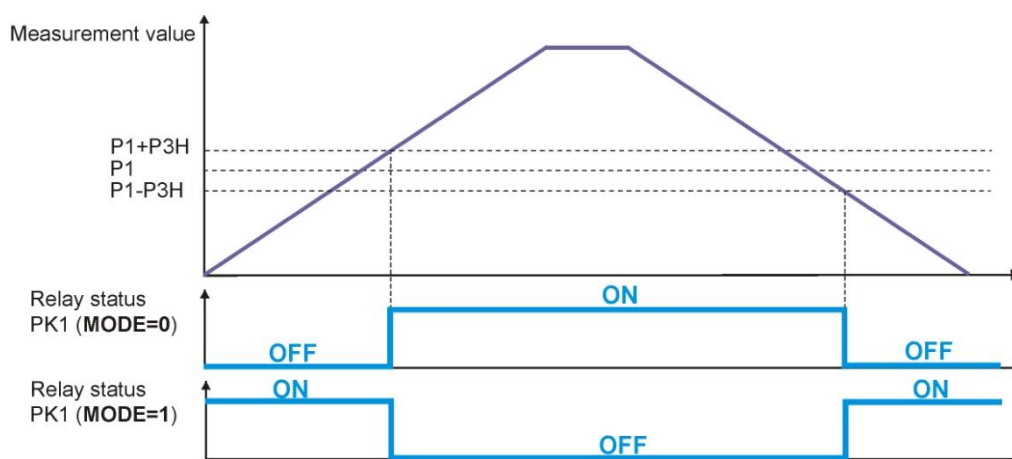 Measurement value
P1+P3H
P1
P1-P3H
Relay status
PK1 (MODE=0)
OFF
ON
OFF
Relay status
PK1 (MODE=1)
ON
OFF
ON